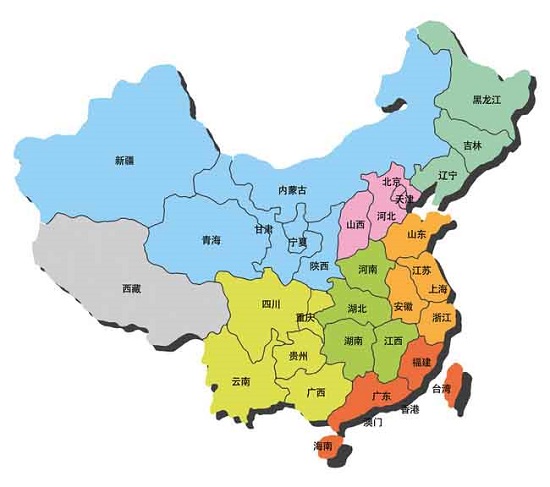 黑龙江
吉林
辽宁
新疆
内蒙古
北京
天津
河北
山西
山东
甘肃
宁夏
青海
陕西
河南
江苏
上海
西藏
四川
重庆
湖北
安徽
浙江
湖南
江西
贵州
福建
云南
广西
广东
台湾
香港
澳门
海南